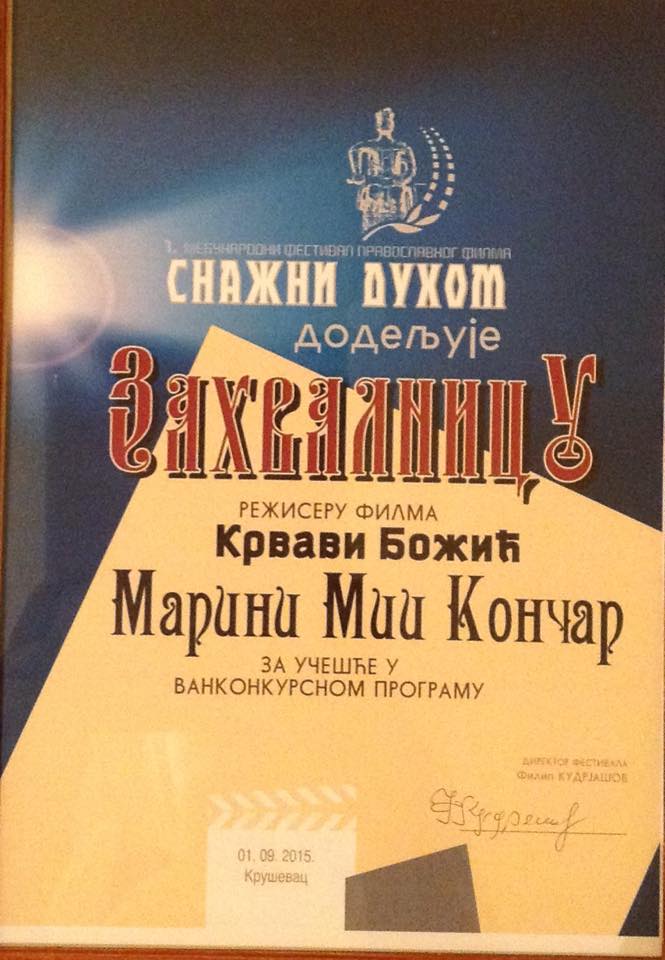 1. МЕЂУНАРОДНИ ФЕСТИВАЛ ПРАВОСЛАВНОГ ФИЛМА
СНАЖНИ ДУХОМ
додељује
ЗАХВАЛНИЦУ
РЕЖИСЕРУ ФИЛМА
Крвави Божић
Марини Мии Кончар
ЗА УЧЕШЋЕ У
ВАНКОНКУРСНОМ ПРОГРАМУ
ДИРЕКТОР ФЕСТИВАЛА
Филип КУДРЈАШОВ
01. 09. 2015.
Крушевац